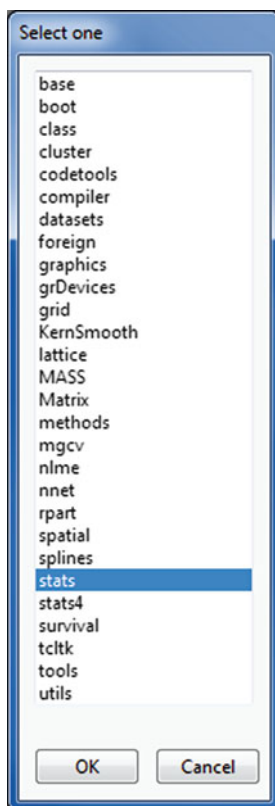 Select one
base
boot
class
cluster
codetools
compiler
datasets
foreign
graphics
grDevices
grid
KernSmooth
lattice
MASS
Matrix
methods
mgcv
nlme
nnet
rpart
spatial
splines
stats
stats4
survival
tcltk
tools
utils
OK Cancel